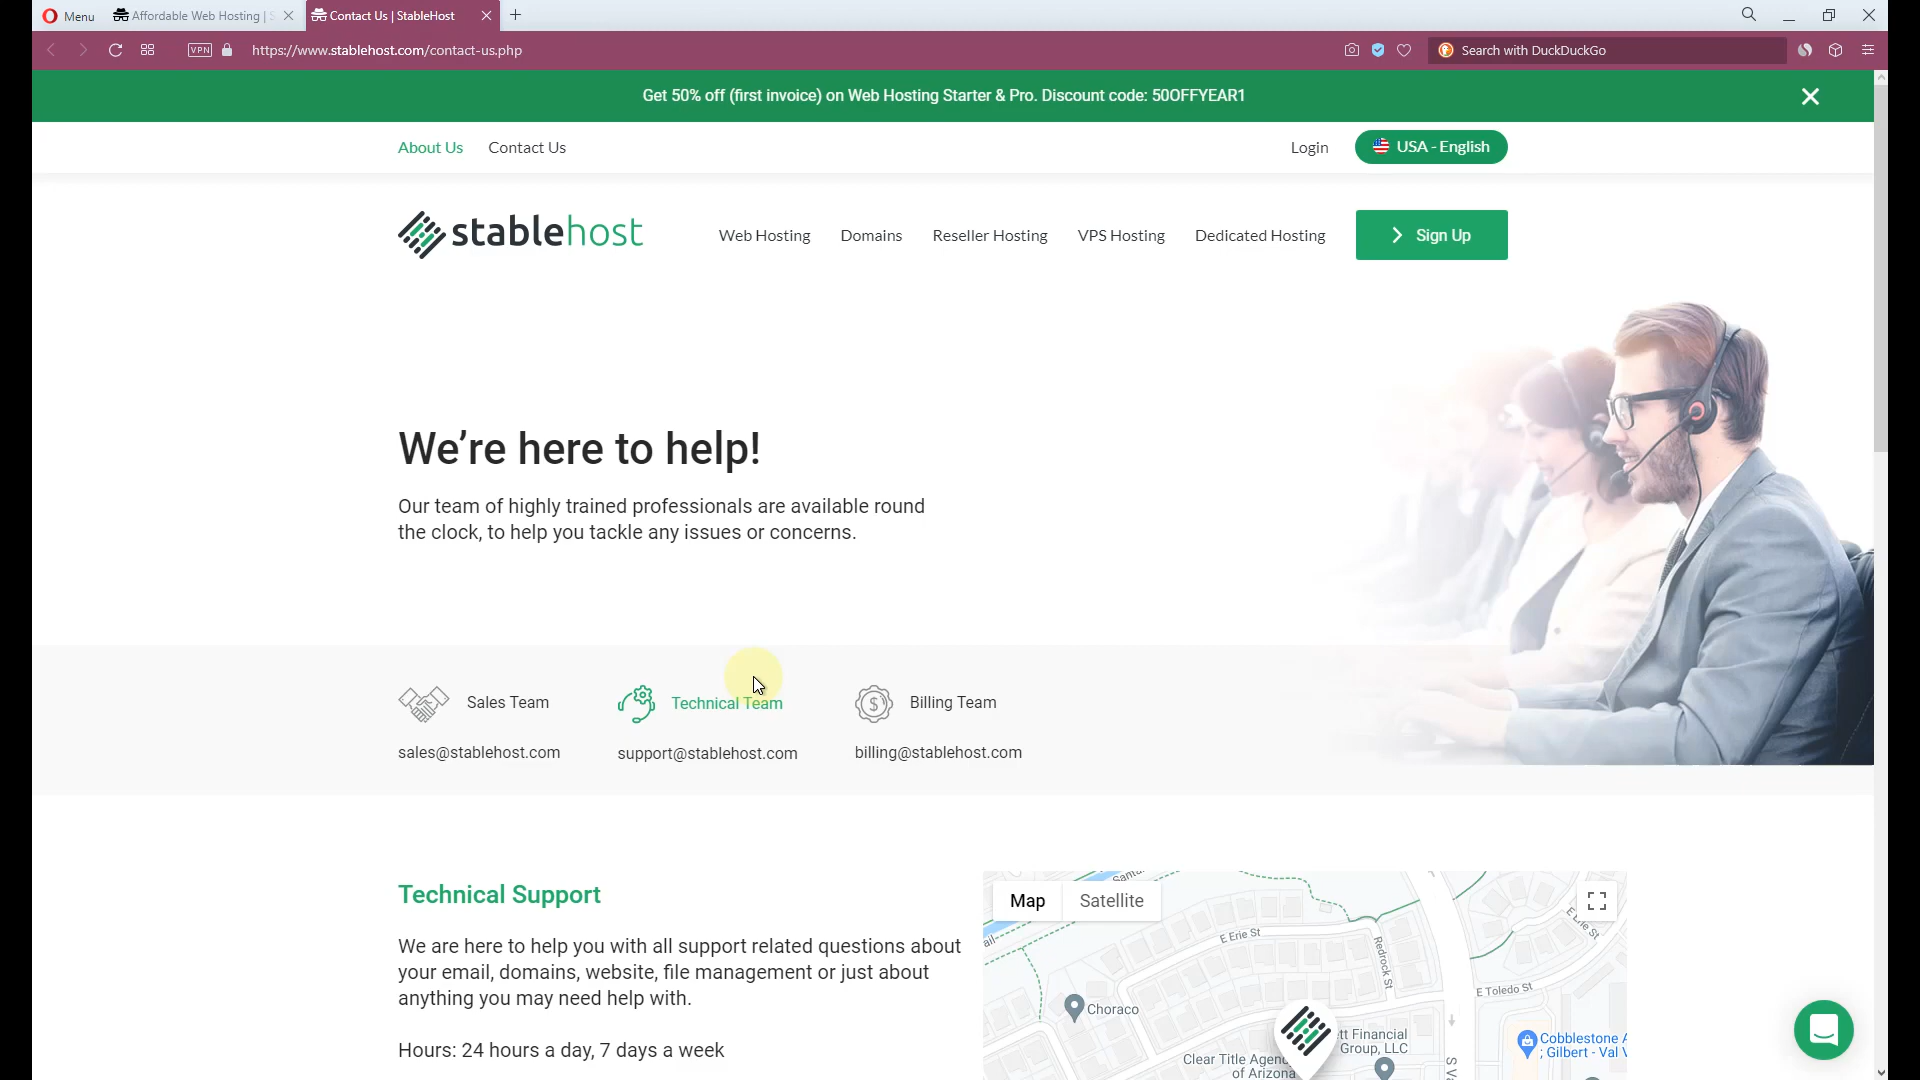 Menu
Affordable Web Hosting |
Contact Us | StableHost
VPN
https://www.stablehost.com/contact-us.php
Search with DuckDuckGo
Get 50% off (first invoice) on Web Hosting Starter & Pro. Discount code: 50OFFYEAR1
About Us
Contact Us
Login
USA - English
stablehost
Web Hosting
Domains
Reseller Hosting
VPS Hosting
Dedicated Hosting
Sign Up
We're here to help!
Our team of highly trained professionals are available round
the clock, to help you tackle any issues or concerns.
Sales Team
Technical Team
Billing Team
sales@stablehost.com
support@stablehost.com
billing@stablehost.com
Technical Support
We are here to help you with all support related questions about
your email, domains, website, file management or just about
anything you may need help with.
Hours: 24 hours a day, 7 days a week
Map
Satellite
E Erie St
E Erie St
Redrock St
E Toledo St
Choraco
Financial
Group, LLC
Clear Title
of Arizona
Cobblestone
; Gilbert - Val